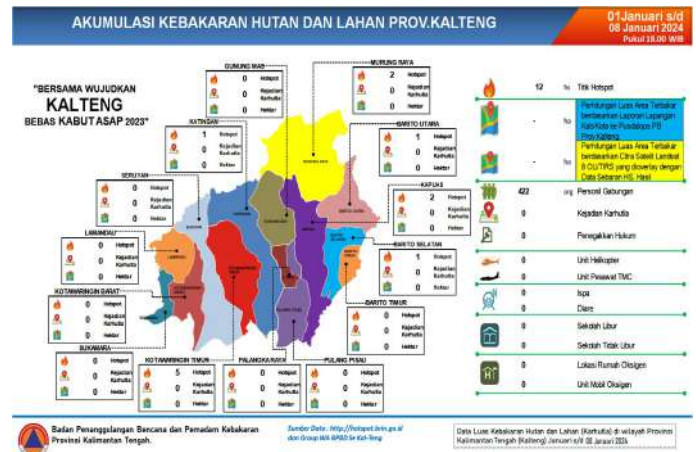 AKUMULASI KEBAKARAN HUTAN DAN LAHAN PROV.KALTENG
01Januari s/d
08 Januari 2024
Pukul 18.00 WIB
"BERSAMA WUJUDKAN
KALTENG
BEBAS KABUT ASAP 2023"
GUNUNG MAS
0 Hotspot
0 Kejadian Karhutla
0 Hektar
MURUNG RAYA
2 Hotspot
0 Kejadian Karhutla
0 Hektar
KATINGAN
1 Hotspot
0 Kejadian Karhutla
0 Hektar
BARITO UTARA
1 Hotspot
0 Kejadian Karhutla
0 Hektar
SERUYAN
0 Hotspot
0 Kejadian Karhutla
0 Hektar
KAPUAS
2 Hotspot
0 Kejadian Karhutla
0 Hektar
LAMANDAU
0 Hotspot
0 Kejadian Karhutla
0 Hektar
BARITO SELATAN
1 Hotspot
0 Kejadian Karhutla
0 Hektar
KOTAWARINGIN BARAT
0 Hotspot
0 Kejadian Karhutla
0 Hektar
BARITO TIMUR
0 Hotspot
0 Kejadian Karhutla
0 Hektar
SUKAMARA
0 Hotspot
0 Kejadian Karhutla
0 Hektar
KOTAWARINGIN TIMUR
5 Hotspot
0 Kejadian Karhutla
0 Hektar
PALANGKA RAYA
0 Hotspot
0 Kejadian Karhutla
0 Hektar
PULANG PISAU
0 Hotspot
0 Kejadian Karhutla
0 Hektar
12 Titik Hotspot
- Ha Perhitungan Luas Area Terbakar
berdasarkan Laporan Lapangan
Kab/Kota ke Pusdalops PB
Prov.Kalteng.
- Ha Perhitungan Luas Area Terbakar
berdasarkan Citra Satelit Landsat
8 OLI/TIRS yang dioverlay dengan
Data Sebaran HS, Hasil
422 org Personil Gabungan
0 Kejadian Karhutla
0 Penegakkan Hukum
0 Unit Helikopter
0 Unit Pesawat TMC
0 Ispa
0 Diare
0 Sekolah Libur
0 Sekolah Tidak Libur
0 Lokasi Rumah Oksigen
0 Unit Mobil Oksigen
Badan Penanggulangan Bencana dan Pemadam Kebakaran
Provinsi Kalimantan Tengah.
Sumber Data : http://hotspot.brin.go.id
dan Group WA BPBD Se Kal-Teng
Data Luas Kebakaran Hutan dan Lahan (Karhutla) di wilayah Provinsi
Kalimantan Tengah (Kalteng) Januari s/d 08 Januari 2024